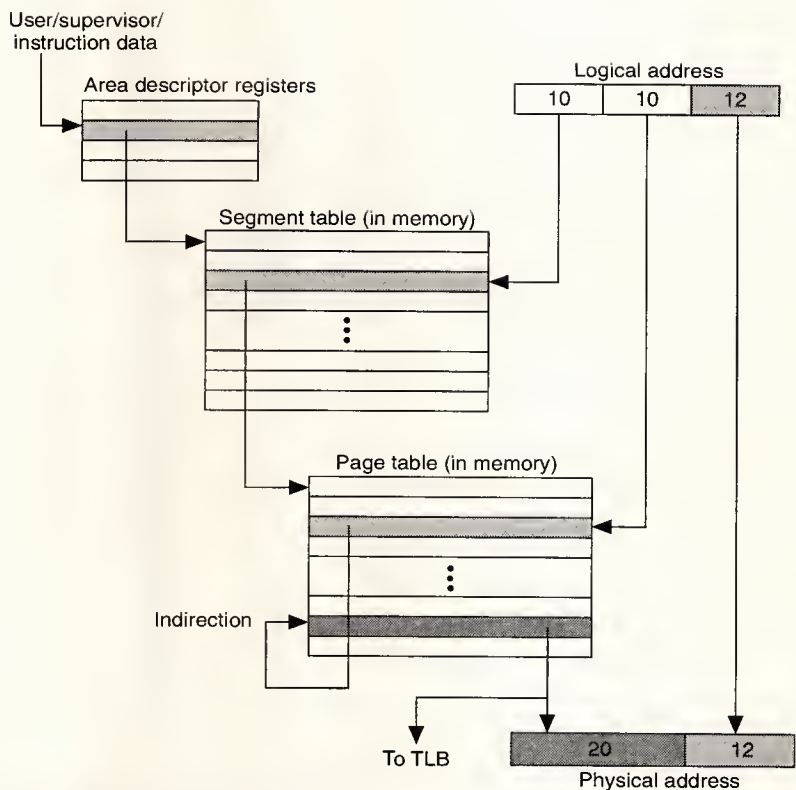 User/supervisor/
instruction data
Area descriptor registers
Logical address
10 10 12
Segment table (in memory)
Page table (in memory)
Indirection
To TLB
20 12
Physical address